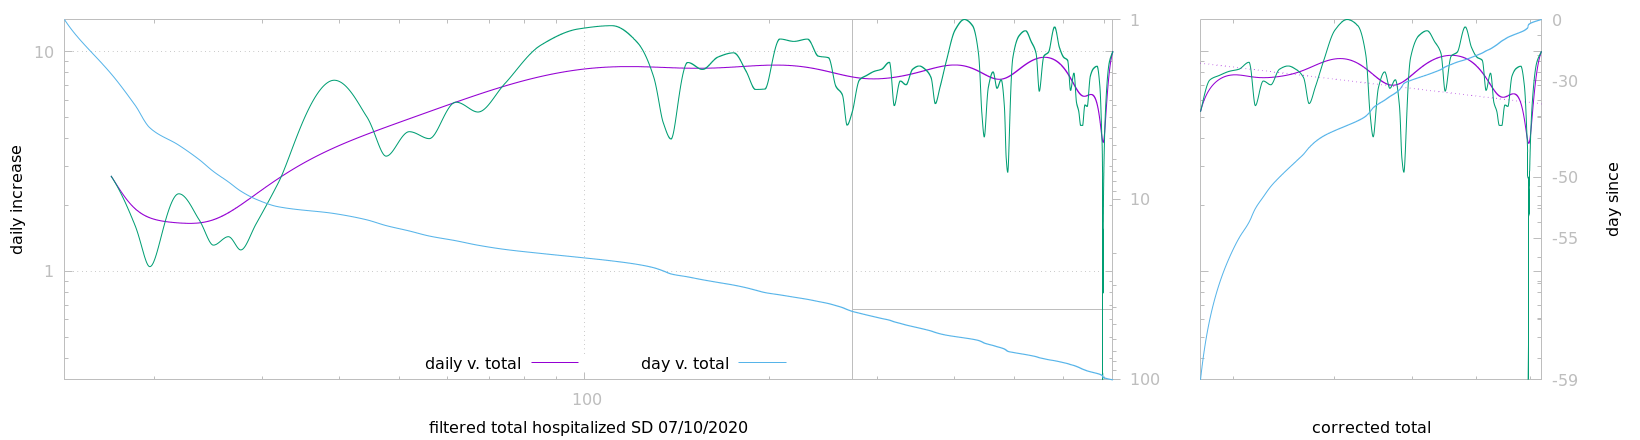 10
1
daily increase
100
1
10
100
daily v. total
day v. total
filtered total hospitalized SD 07/10/2020
0
-30
-50
-55
-59
day since
corrected total